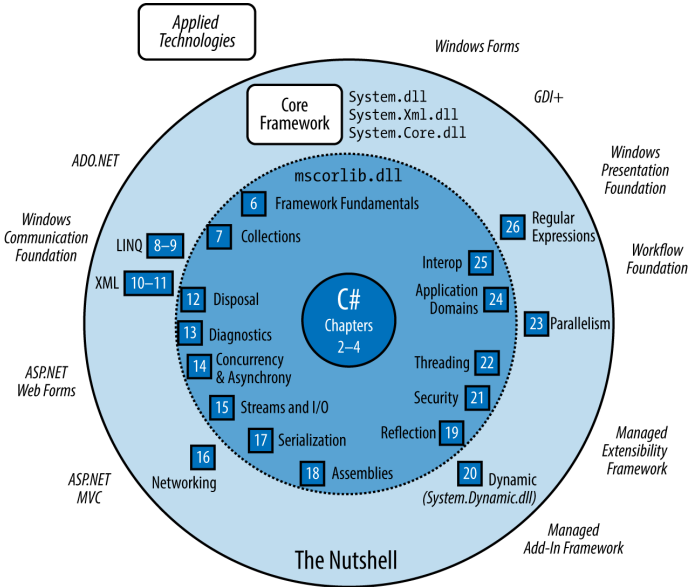 Applied
Technologies
Windows Forms
GDI+
Core
Framework
System.dll
System.Xml.dll
System.Core.dll
ADO.NET
Windows
Presentation
Foundation
mscorlib.dll
6
Framework Fundamentals
Windows
Communication
Foundation
7
Collections
26
Regular
Expressions
LINQ
8–9
Workflow
Foundation
Interop
25
XML
10–11
12
Disposal
C#
Chapters
2–4
Application
Domains
24
13
Diagnostics
23
Parallelism
14
Concurrency
& Asynchrony
Threading
22
ASP.NET
Web Forms
15
Streams and I/O
Security
21
17
Serialization
Reflection
19
Managed
Extensibility
Framework
16
Networking
18
Assemblies
20
Dynamic
(System.Dynamic.dll)
ASP.NET
MVC
Managed
Add-In Framework
The Nutshell